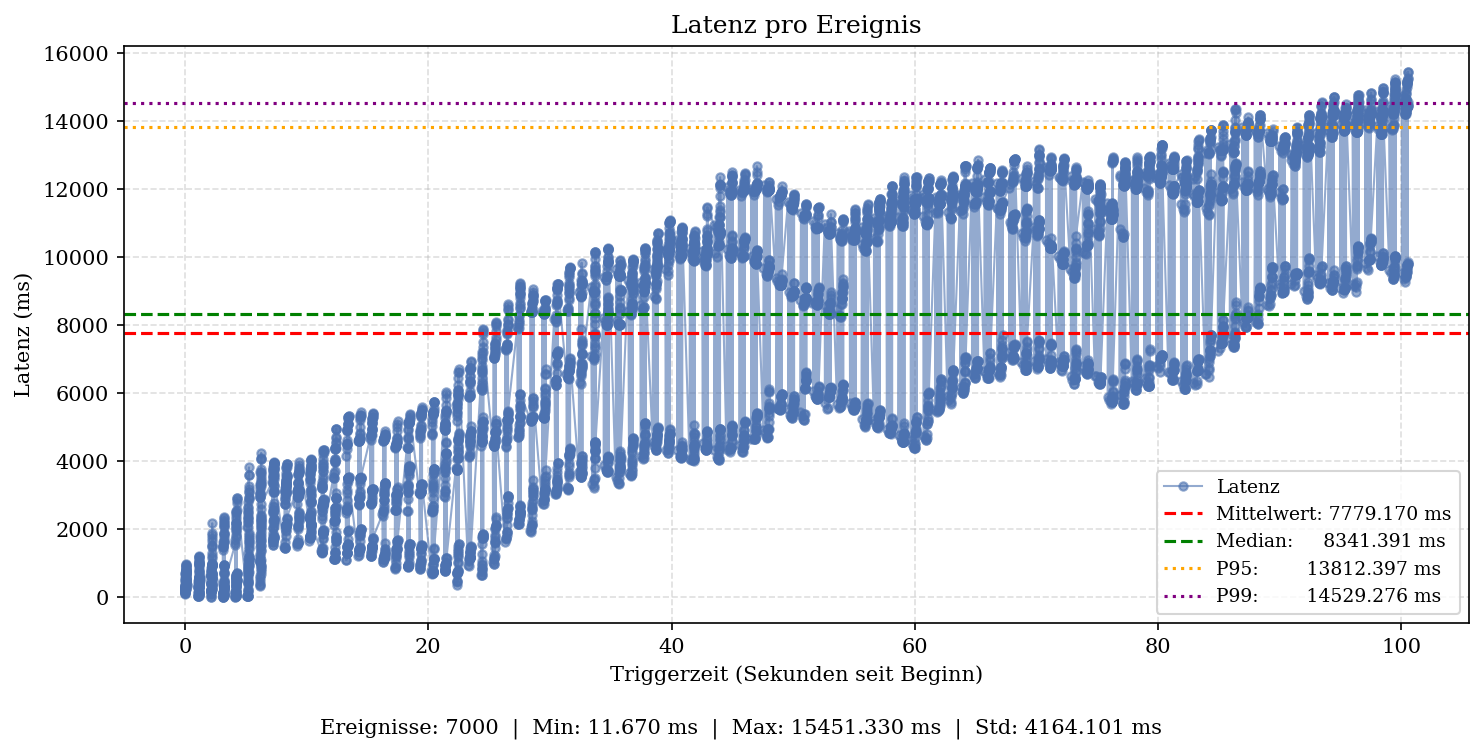 Latenz pro Ereignis
16000
14000
12000
10000
8000
6000
4000
2000
0
Latenz (ms)
Latenz
Mittelwert: 7779.170 ms
Median: 8341.391 ms
P95: 13812.397 ms
P99: 14529.276 ms
0 20 40 60 80 100
Triggerzeit (Sekunden seit Beginn)
Ereignisse: 7000 | Min: 11.670 ms | Max: 15451.330 ms | Std: 4164.101 ms